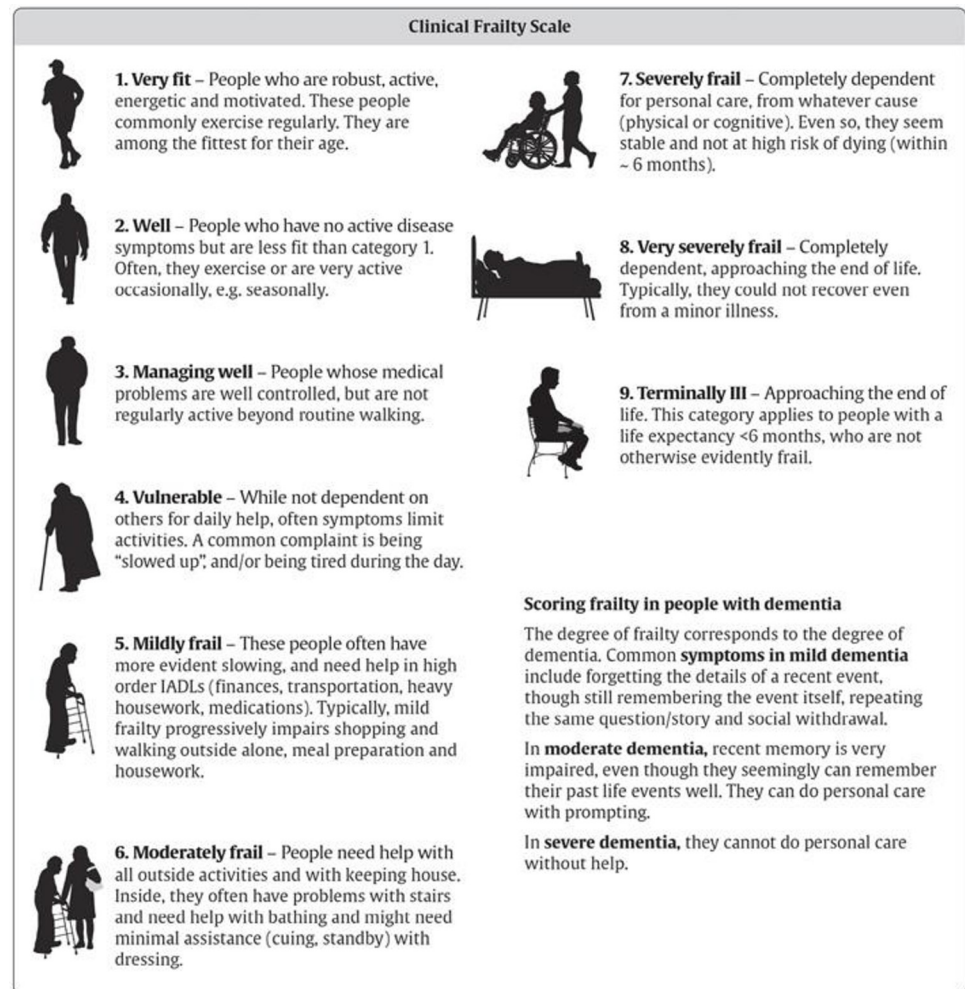 Clinical Frailty Scale
1. Very fit – People who are robust, active,
energetic and motivated. These people
commonly exercise regularly. They are
among the fittest for their age.
2. Well – People who have no active disease
symptoms but are less fit than category 1.
Often, they exercise or are very active
occasionally, e.g. seasonally.
3. Managing well – People whose medical
problems are well controlled, but are not
regularly active beyond routine walking.
4. Vulnerable – While not dependent on
others for daily help, often symptoms limit
activities. A common complaint is being
“slowed up”, and/or being tired during the day.
5. Mildly frail – These people often have
more evident slowing, and need help in high
order IADLs (finances, transportation, heavy
housework, medications). Typically, mild
frailty progressively impairs shopping and
walking outside alone, meal preparation and
housework.
6. Moderately frail – People need help with
all outside activities and with keeping house.
Inside, they often have problems with stairs
and need help with bathing and might need
minimal assistance (cuing, standby) with
dressing.
7. Severely frail – Completely dependent
for personal care, from whatever cause
(physical or cognitive). Even so, they seem
stable and not at high risk of dying (within
~ 6 months).
8. Very severely frail – Completely
dependent, approaching the end of life.
Typically, they could not recover even
from a minor illness.
9. Terminally III – Approaching the end of
life. This category applies to people with a
life expectancy <6 months, who are not
otherwise evidently frail.
Scoring frailty in people with dementia
The degree of frailty corresponds to the degree of
dementia. Common symptoms in mild dementia
include forgetting the details of a recent event,
though still remembering the event itself, repeating
the same question/story and social withdrawal.
In moderate dementia, recent memory is very
impaired, even though they seemingly can remember
their past life events well. They can do personal care
with prompting.
In severe dementia, they cannot do personal care
without help.